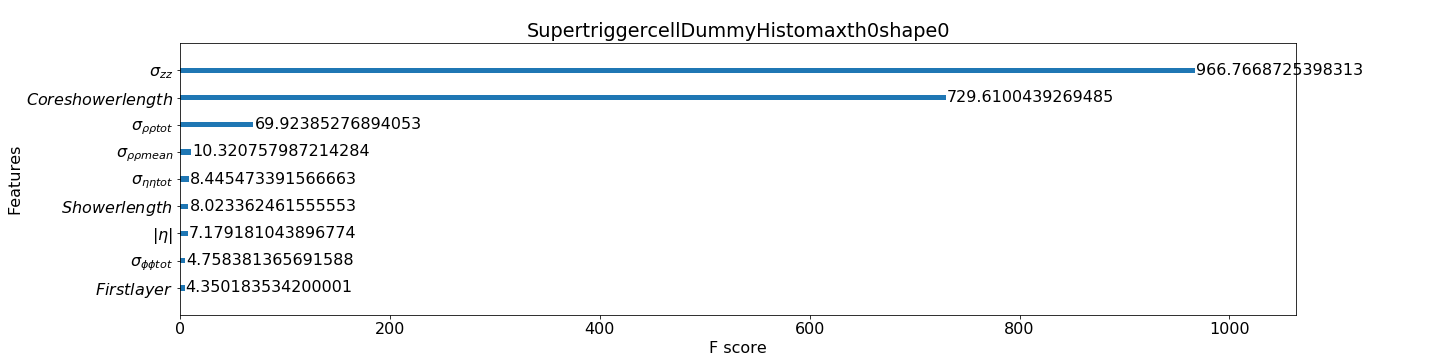 SupertriggercellDummyHistomaxth0shape0
σzz 966.7668725398313
Coreshowerlength 729.6100439269485
σρρtot 69.92385276894053
σρρmean 10.320757987214284
σηηtot 8.445473391566663
Showerlength 8.023362461555553
|η| 7.179181043896774
σϕϕtot 4.758381365691588
Firstlayer 4.350183534200001
Features
0 200 400 600 800 1000
F score